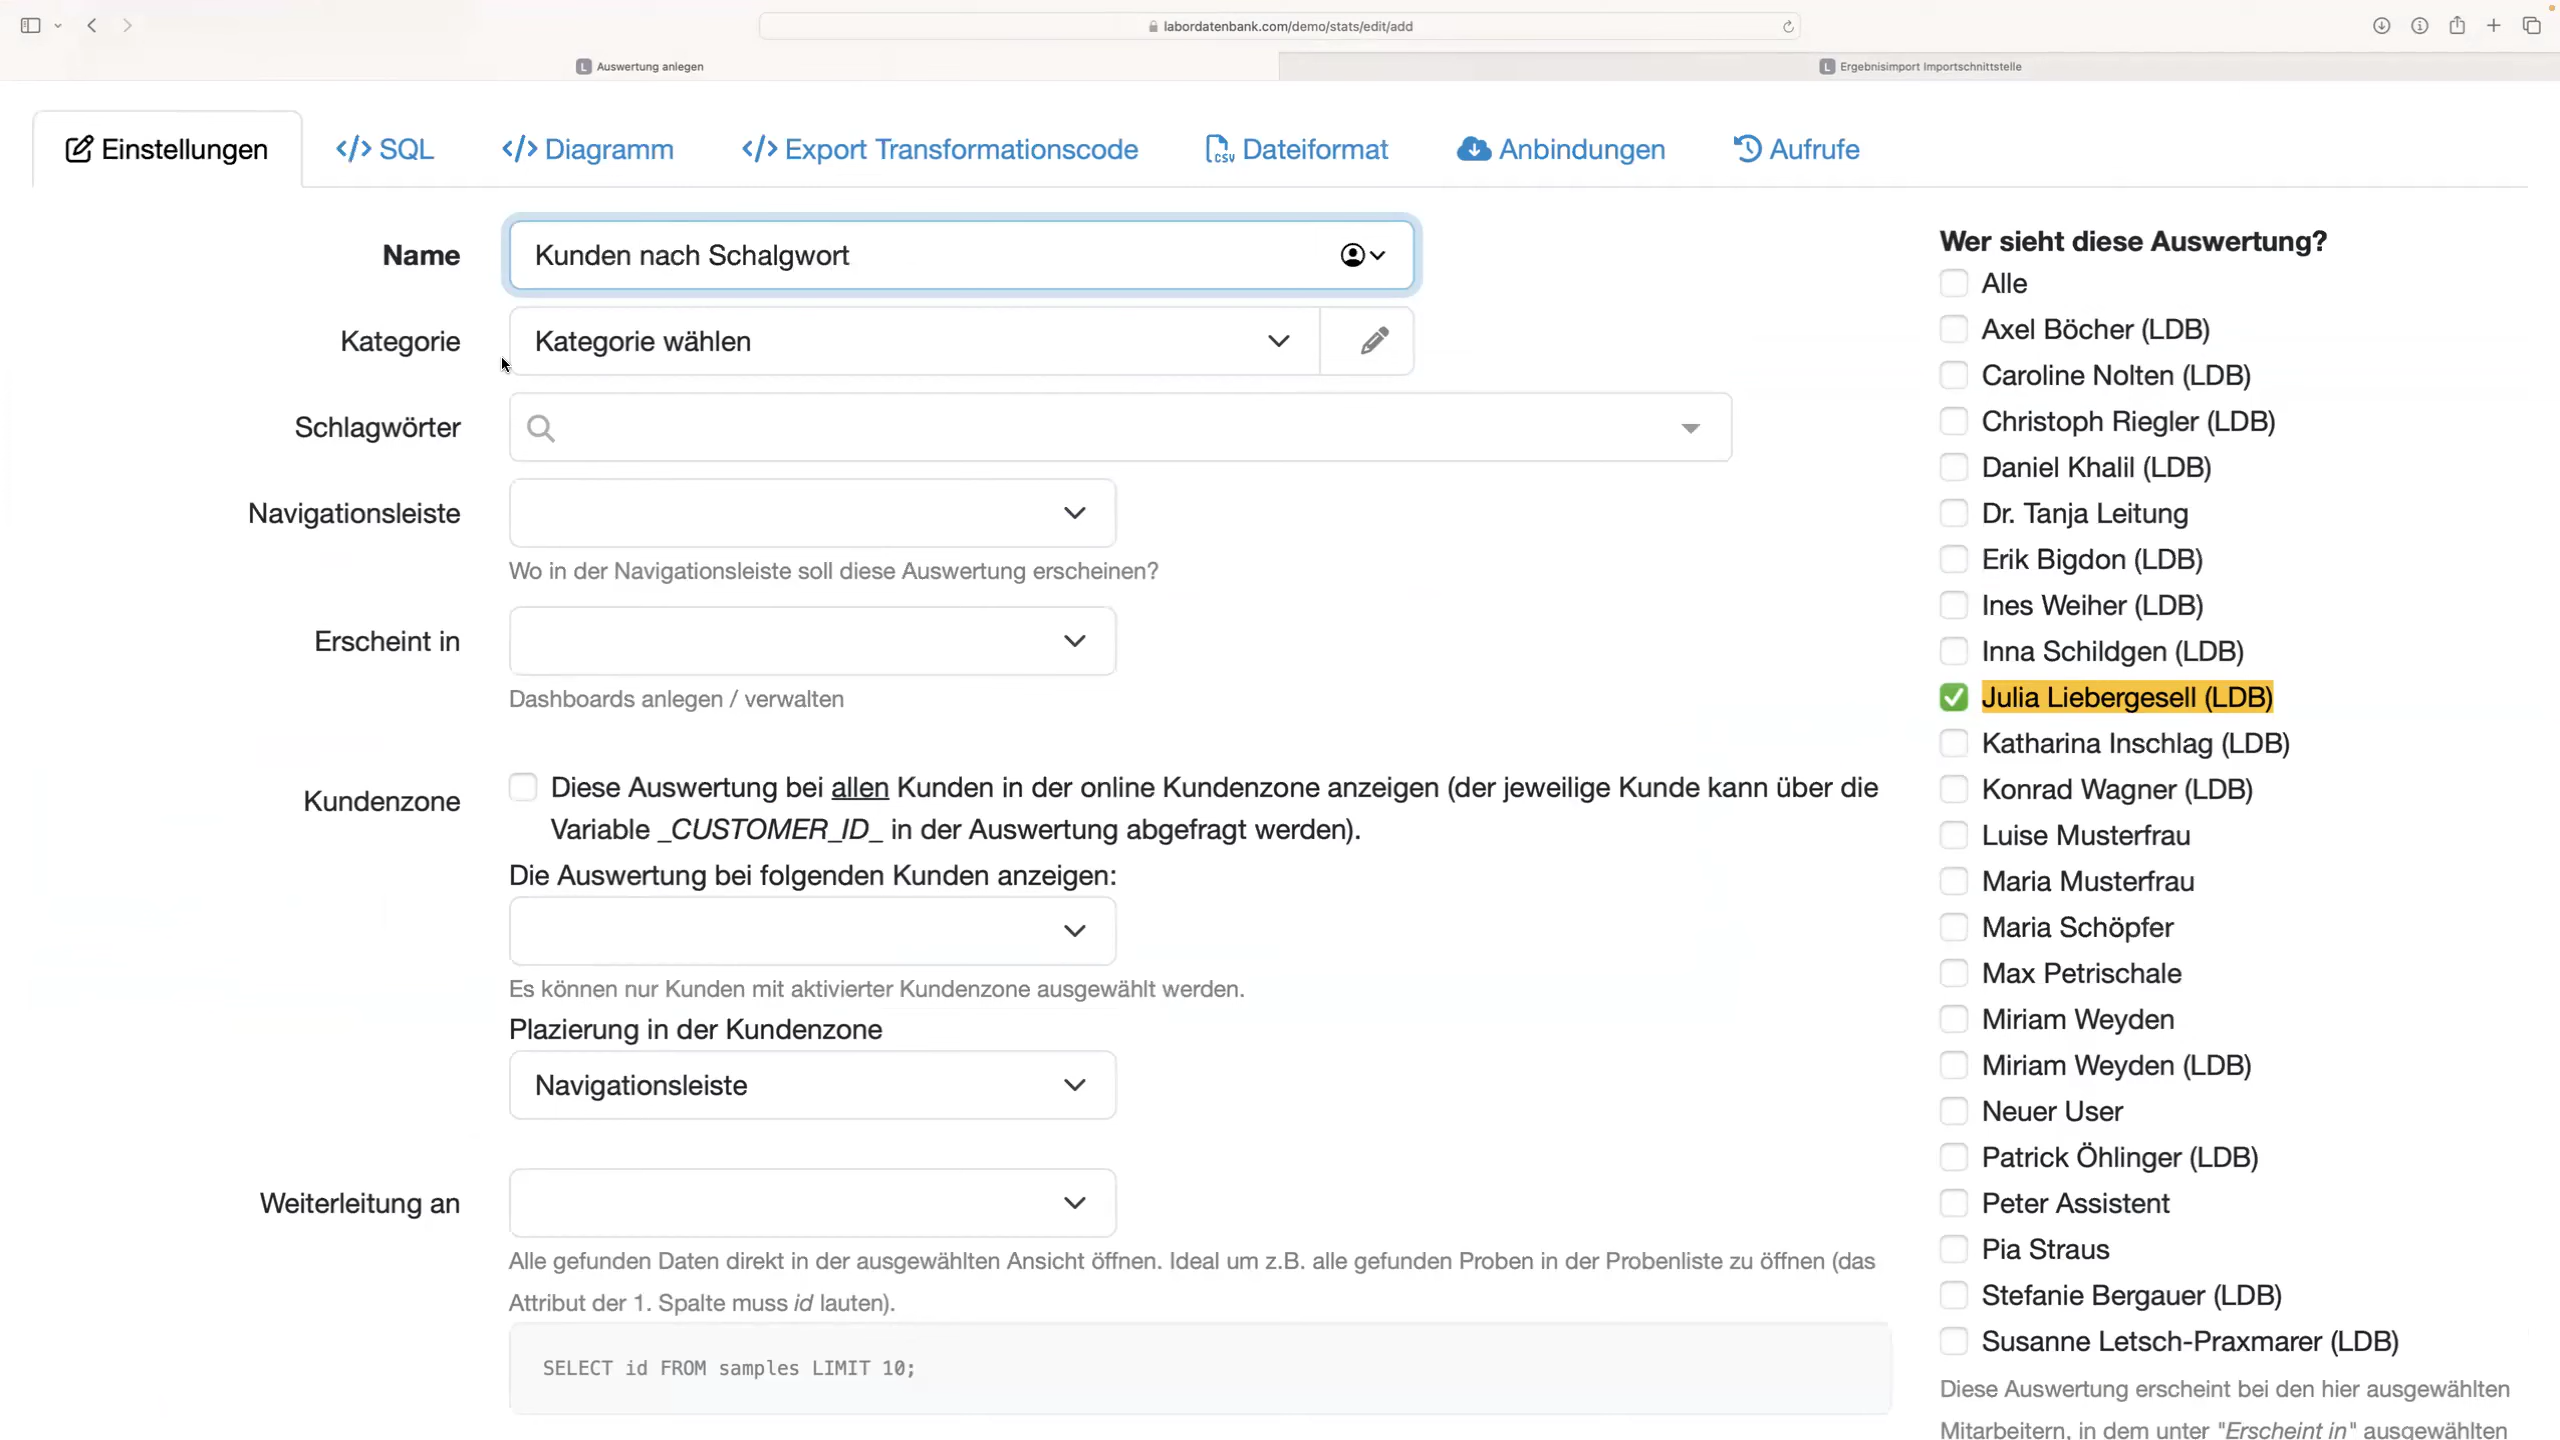 labordatenbank.com/demo/stats/edit/add
Auswertung anlegen
Ergebnisimport Importschnittstelle
Einstellungen
</> SQL
</> Diagramm
</> Export Transformationscode
CSV Dateiformat
Anbindungen
Aufrufe
Name
Kunden nach Schalgwort
Kategorie
Kategorie wählen
Schlagwörter
Navigationsleiste
Wo in der Navigationsleiste soll diese Auswertung erscheinen?
Erscheint in
Dashboards anlegen / verwalten
Kundenzone
Diese Auswertung bei allen Kunden in der online Kundenzone anzeigen (der jeweilige Kunde kann über die
Variable _CUSTOMER_ID_ in der Auswertung abgefragt werden).
Die Auswertung bei folgenden Kunden anzeigen:
Es können nur Kunden mit aktivierter Kundenzone ausgewählt werden.
Plazierung in der Kundenzone
Navigationsleiste
Weiterleitung an
Alle gefunden Daten direkt in der ausgewählten Ansicht öffnen. Ideal um z.B. alle gefunden Proben in der Probenliste zu öffnen (das
Attribut der 1. Spalte muss id lauten).
SELECT id FROM samples LIMIT 10;
Wer sieht diese Auswertung?
Alle
Axel Böcher (LDB)
Caroline Nolten (LDB)
Christoph Riegler (LDB)
Daniel Khalil (LDB)
Dr. Tanja Leitung
Erik Bigdon (LDB)
Ines Weiher (LDB)
Inna Schildgen (LDB)
Julia Liebergesell (LDB)
Katharina Inschlag (LDB)
Konrad Wagner (LDB)
Luise Musterfrau
Maria Musterfrau
Maria Schöpfer
Max Petrischale
Miriam Weyden
Miriam Weyden (LDB)
Neuer User
Patrick Öhlinger (LDB)
Peter Assistent
Pia Straus
Stefanie Bergauer (LDB)
Susanne Letsch-Praxmarer (LDB)
Diese Auswertung erscheint bei den hier ausgewählten
Mitarbeitern, in dem unter "Erscheint in" ausgewählten